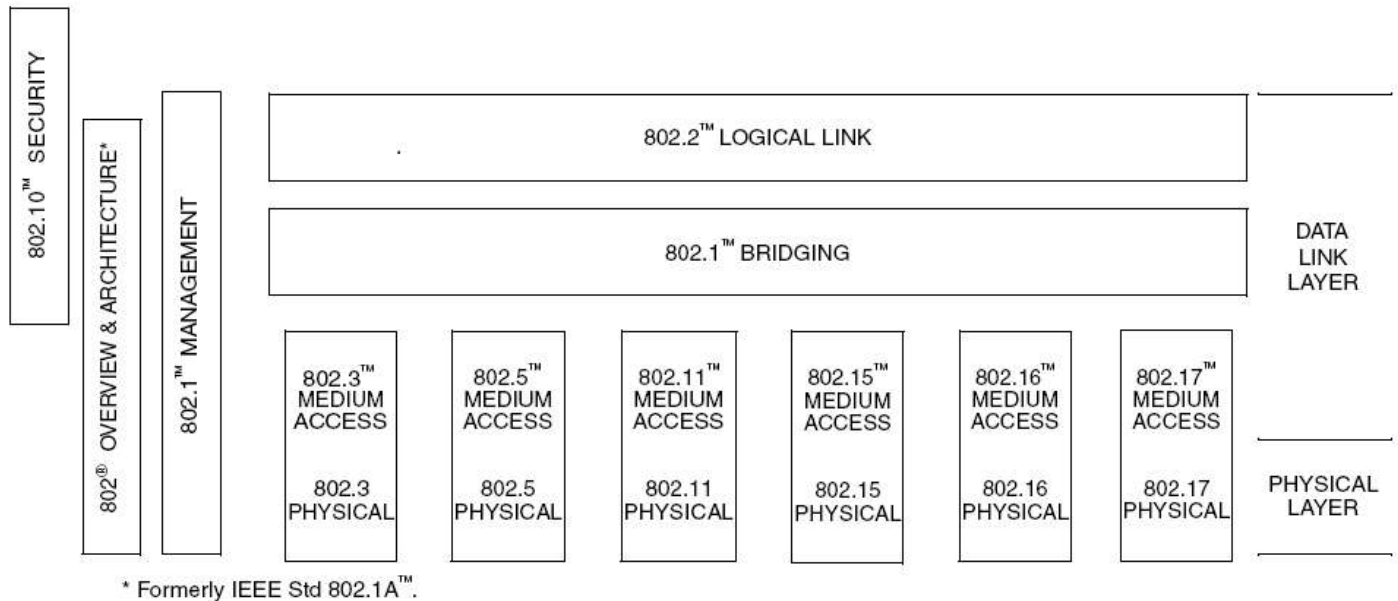 802.10™ SECURITY
802® OVERVIEW & ARCHITECTURE*
802.1™ MANAGEMENT
802.2™ LOGICAL LINK
802.1™ BRIDGING
DATA
LINK
LAYER
802.3™
MEDIUM
ACCESS
802.3
PHYSICAL
802.5™
MEDIUM
ACCESS
802.5
PHYSICAL
802.11™
MEDIUM
ACCESS
802.11
PHYSICAL
802.15™
MEDIUM
ACCESS
802.15
PHYSICAL
802.16™
MEDIUM
ACCESS
802.16
PHYSICAL
802.17™
MEDIUM
ACCESS
802.17
PHYSICAL
PHYSICAL
LAYER
* Formerly IEEE Std 802.1A™.